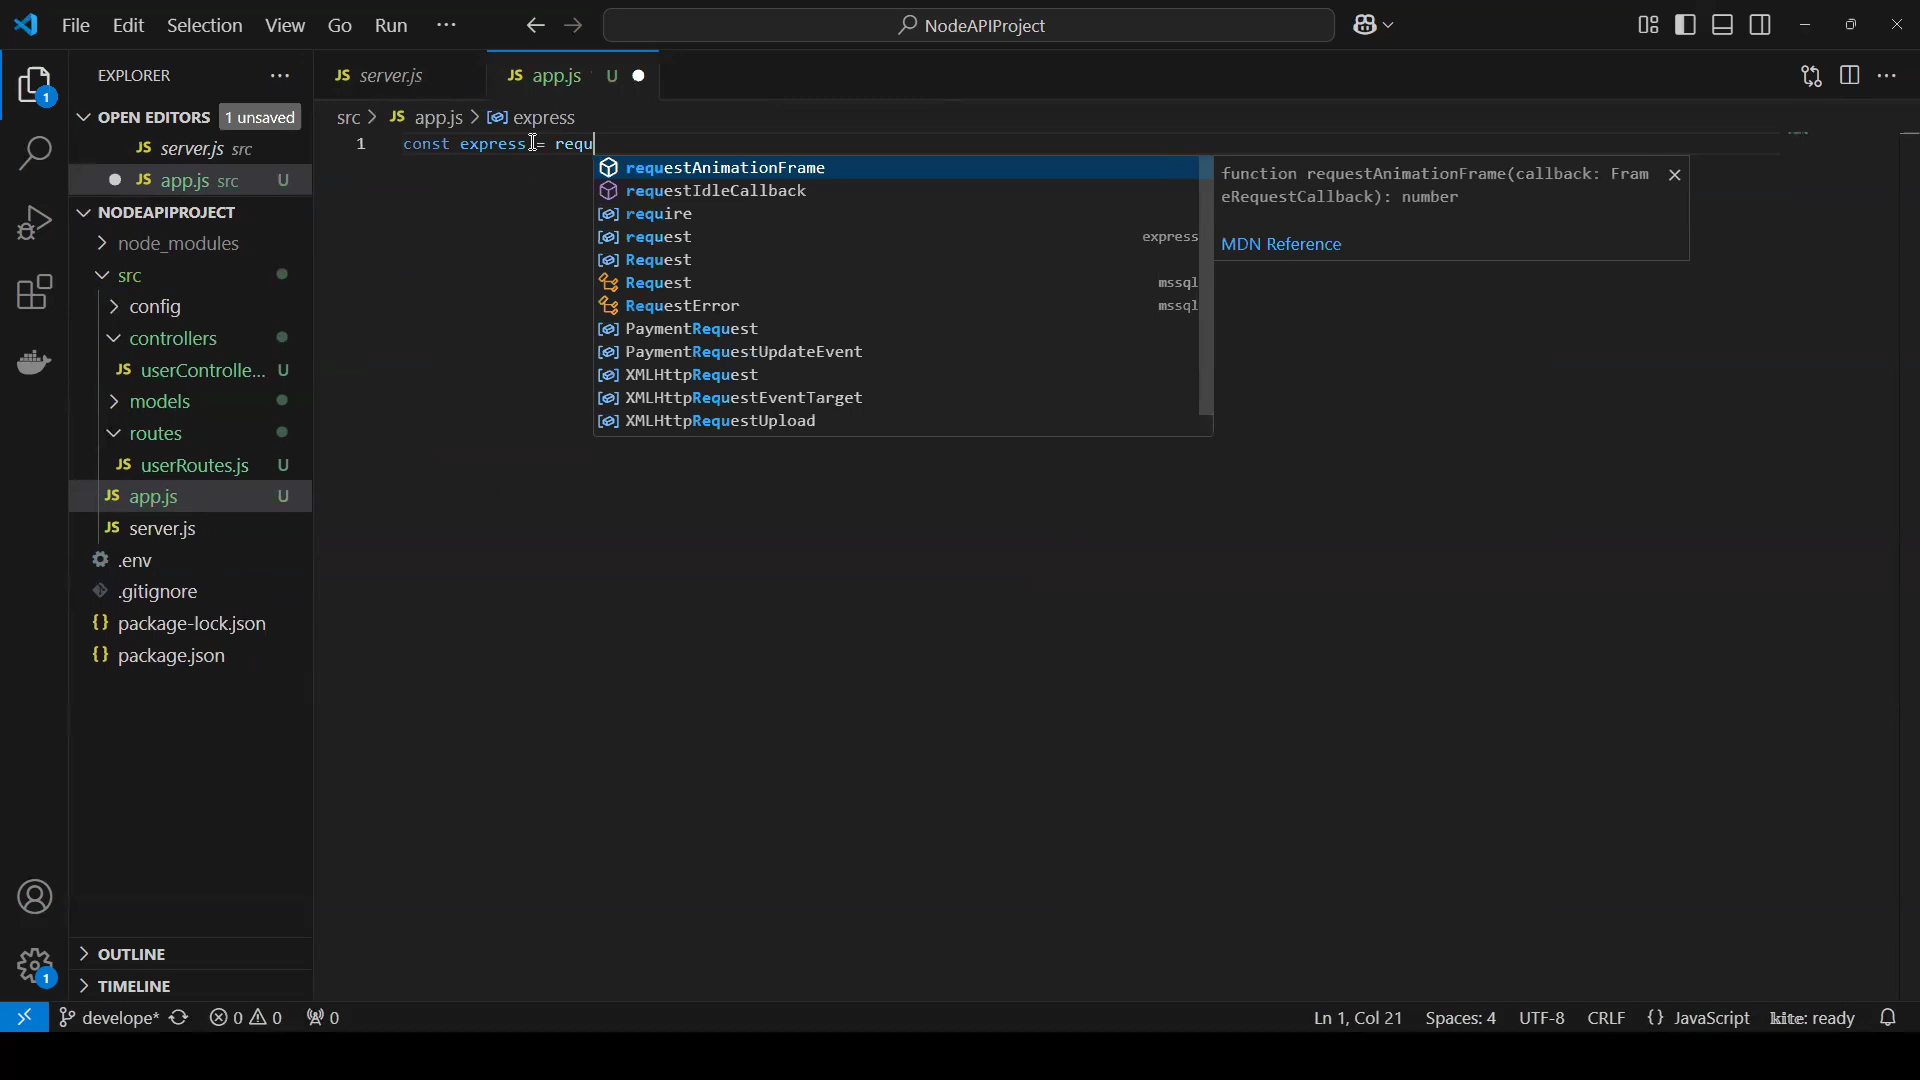 File Edit Selection View Go Run ··· NodeAPIProject
EXPLORER ···
OPEN EDITORS 1 unsaved
JS server.js src
JS app.js src U
NODEAPIPROJECT
node_modules
src
config
controllers
JS userControlle... U
models
routes
JS userRoutes.js U
JS app.js U
JS server.js
.env
.gitignore
{} package-lock.json
{} package.json
OUTLINE
TIMELINE
JS server.js JS app.js U
src > JS app.js > express
1 const express = requ
requestAnimationFrame
requestIdleCallback
require
request express
Request
Request mssql
RequestError mssql
PaymentRequest
PaymentRequestUpdateEvent
XMLHttpRequest
XMLHttpRequestEventTarget
XMLHttpRequestUpload
function requestAnimationFrame(callback: Fram
eRequestCallback): number
MDN Reference
1
1
develope* 0 0 0 Ln 1, Col 21 Spaces: 4 UTF-8 CRLF {} JavaScript kite: ready